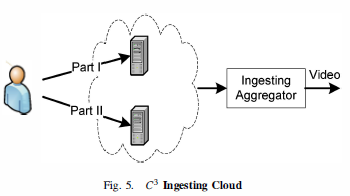 Part I
Part II
Ingesting
Aggregator
Video
Fig. 5. C³ Ingesting Cloud